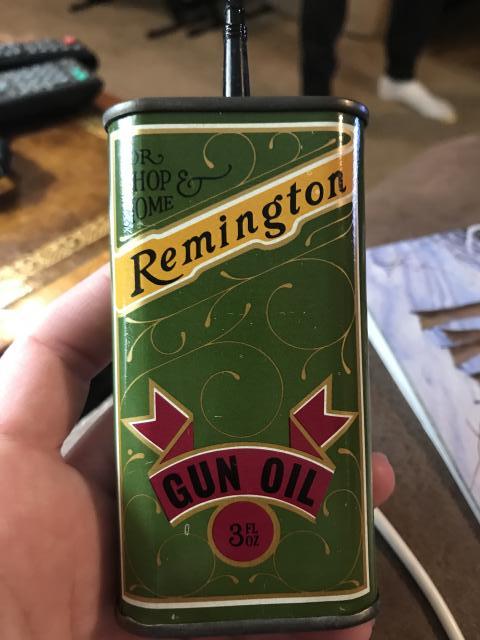 OR
HOP &
OME
Remington
GUN OIL
3 FL
OZ